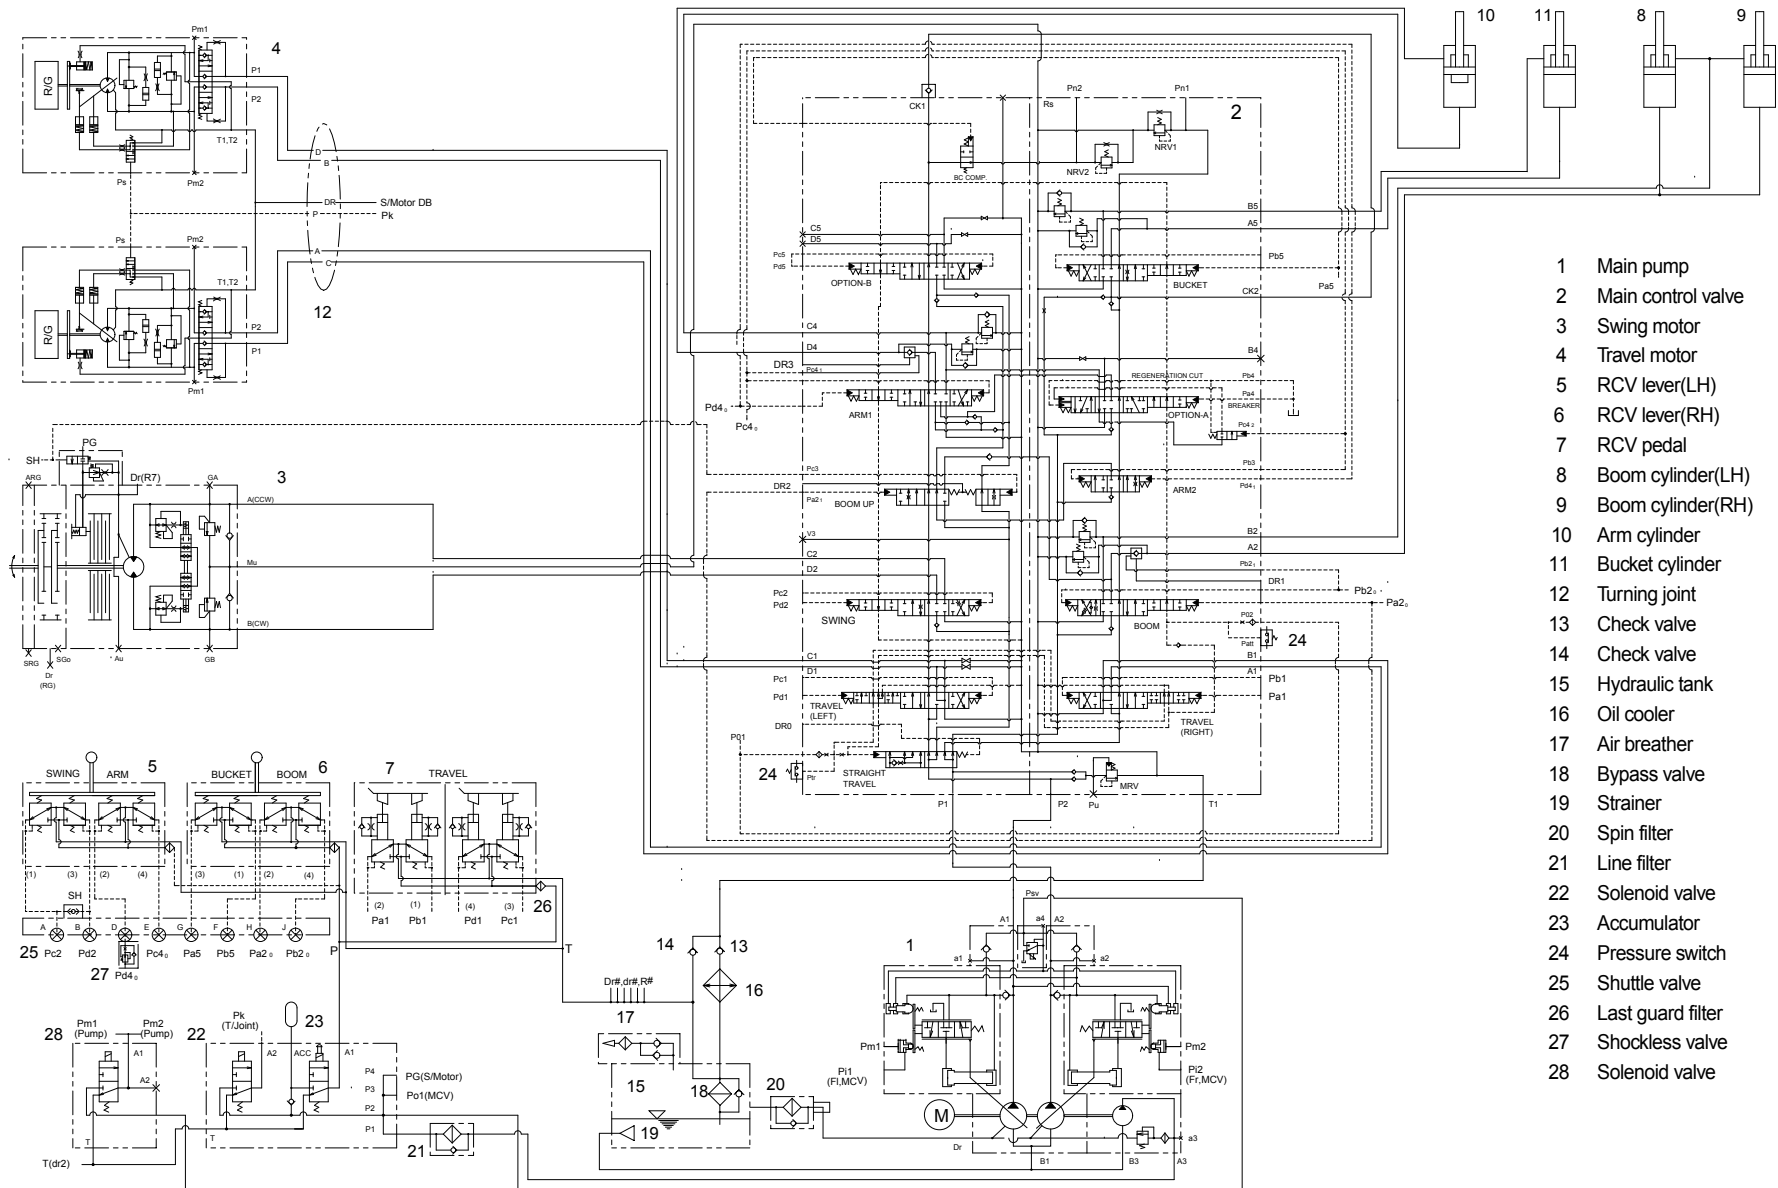 Pm1
4
R/G
P1
P2
T1,T2
Ps
Pm2
D
B
DR
S/Motor DB
P
Pk
Ps
Pm2
A
C
T1,T2
12
R/G
P2
P1
Pm1
PG
SH
ARG
Dr(R7)
GA
3
A(CCW)
Mu
B(CW)
SRG
SGo
Dr
(RG)
Au
GB
10
11
8
9
CK1
Rs
Pn2
Pn1
2
NRV1
NRV2
BC COMP.
B5
A5
C5
D5
Pc5
Pd5
OPTION-B
Pb5
BUCKET
CK2
Pa5
C4
D4
DR3
Pc4₁
B4
REGENERATIION CUT
Pb4
Pa4
BREAKER
Pd4₀
Pc4₀
ARM1
OPTION-A
Pc4₂
Pc3
DR2
Pa2₁
BOOM UP
Pb3
ARM2
Pd4₁
V3
C2
D2
B2
A2
Pb2₁
DR1
Pc2
Pd2
SWING
Pb2₀
Pa2₀
BOOM
P02
Patt
24
C1
D1
Pc1
Pd1
TRAVEL
(LEFT)
B1
A1
Pb1
Pa1
TRAVEL
(RIGHT)
DR0
P01
24
Ptr
STRAIGHT
TRAVEL
P1
P2
Pu
MRV
T1
1 Main pump
2 Main control valve
3 Swing motor
4 Travel motor
5 RCV lever(LH)
6 RCV lever(RH)
7 RCV pedal
8 Boom cylinder(LH)
9 Boom cylinder(RH)
10 Arm cylinder
11 Bucket cylinder
12 Turning joint
13 Check valve
14 Check valve
15 Hydraulic tank
16 Oil cooler
17 Air breather
18 Bypass valve
19 Strainer
20 Spin filter
21 Line filter
22 Solenoid valve
23 Accumulator
24 Pressure switch
25 Shuttle valve
26 Last guard filter
27 Shockless valve
28 Solenoid valve
SWING ARM 5
BUCKET BOOM 6
7 TRAVEL
(1) (3) (2) (4)
(3) (1) (2) (4)
(2) (1) (4) (3)
Pa1 Pb1 Pd1 Pc1
26
SH
A B D E G F H J
25 Pc2 Pd2 Pc4₀ Pa5 Pb5 Pa2₀ Pb2₀
27 Pd4₀
P
T
28
Pm1
(Pump)
Pm2
(Pump)
A1
A2
T
T(dr2)
22
Pk
(T/Joint)
23
A2
ACC
A1
P4
P3
P2
P1
T
PG(S/Motor)
Po1(MCV)
21
14
13
Dr#,dr#,R#
16
17
15
18
19
20
Psv
A1
a4
A2
1
a1
a2
Pm1
Pm2
Pi1
(Fl,MCV)
Pi2
(Fr,MCV)
M
Dr
B1
B3
A3
a3